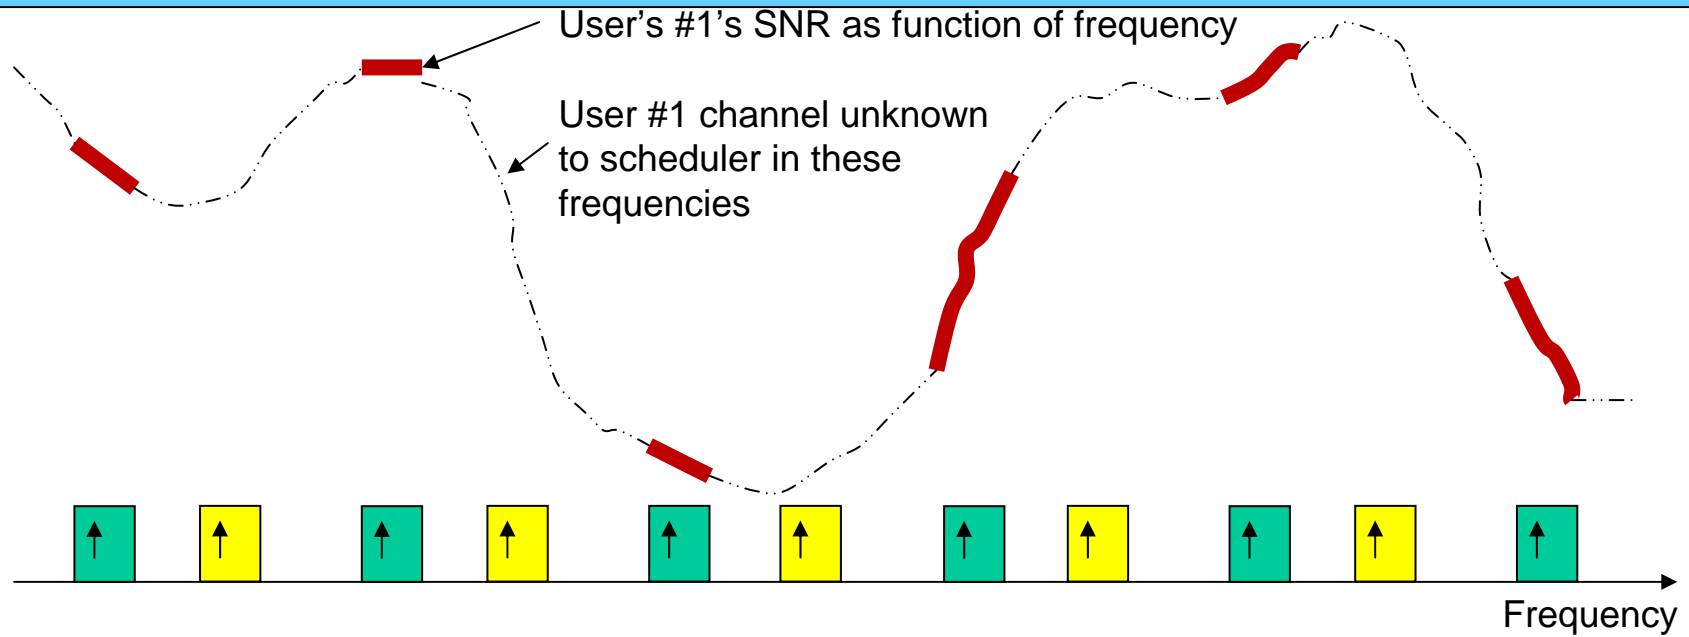 User's #1's SNR as function of frequency
User #1 channel unknown
to scheduler in these
frequencies
Frequency